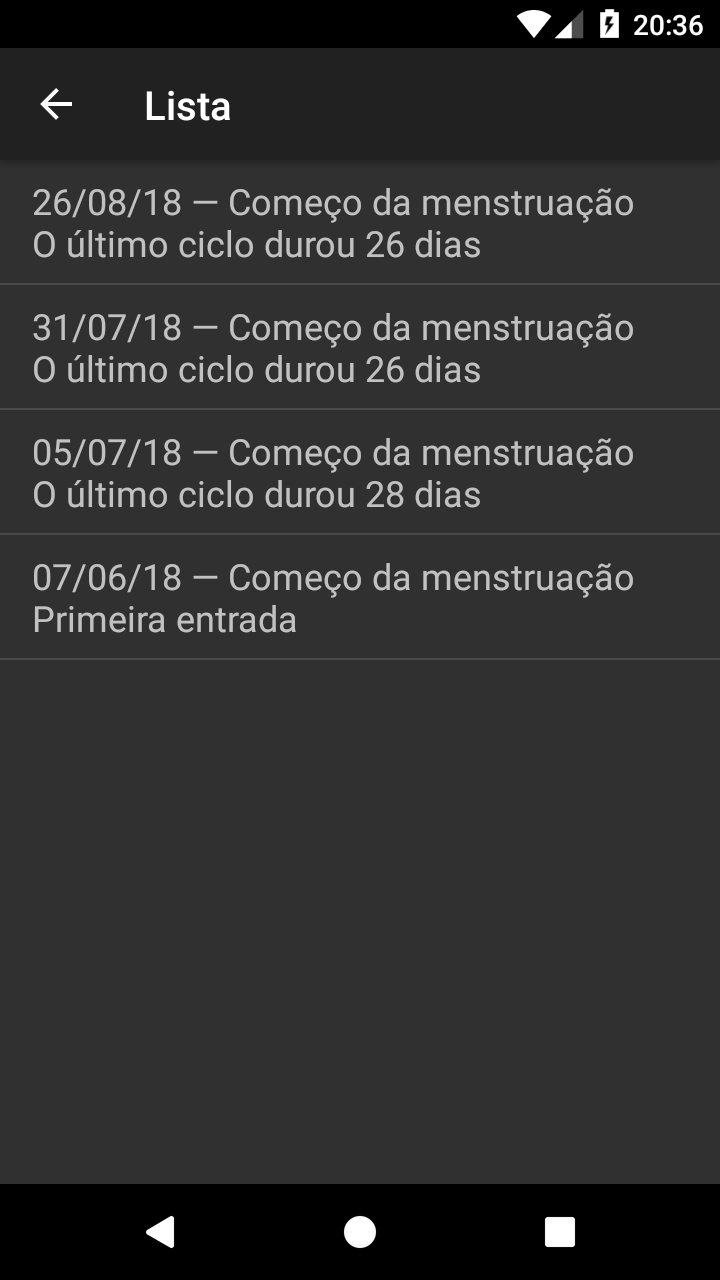 20:36
Lista
26/08/18 — Começo da menstruação
O último ciclo durou 26 dias
31/07/18 — Começo da menstruação
O último ciclo durou 26 dias
05/07/18 — Começo da menstruação
O último ciclo durou 28 dias
07/06/18 — Começo da menstruação
Primeira entrada